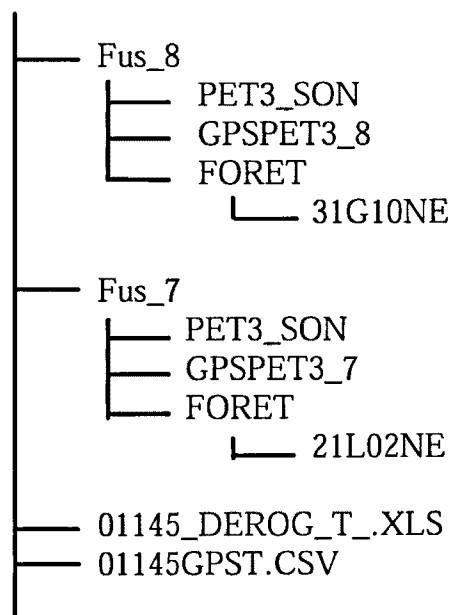 Fus_8
PET3_SON
GPSPET3_8
FORET
31G10NE
Fus_7
PET3_SON
GPSPET3_7
FORET
21L02NE
01145_DEROG_T_.XLS
01145GPST.CSV